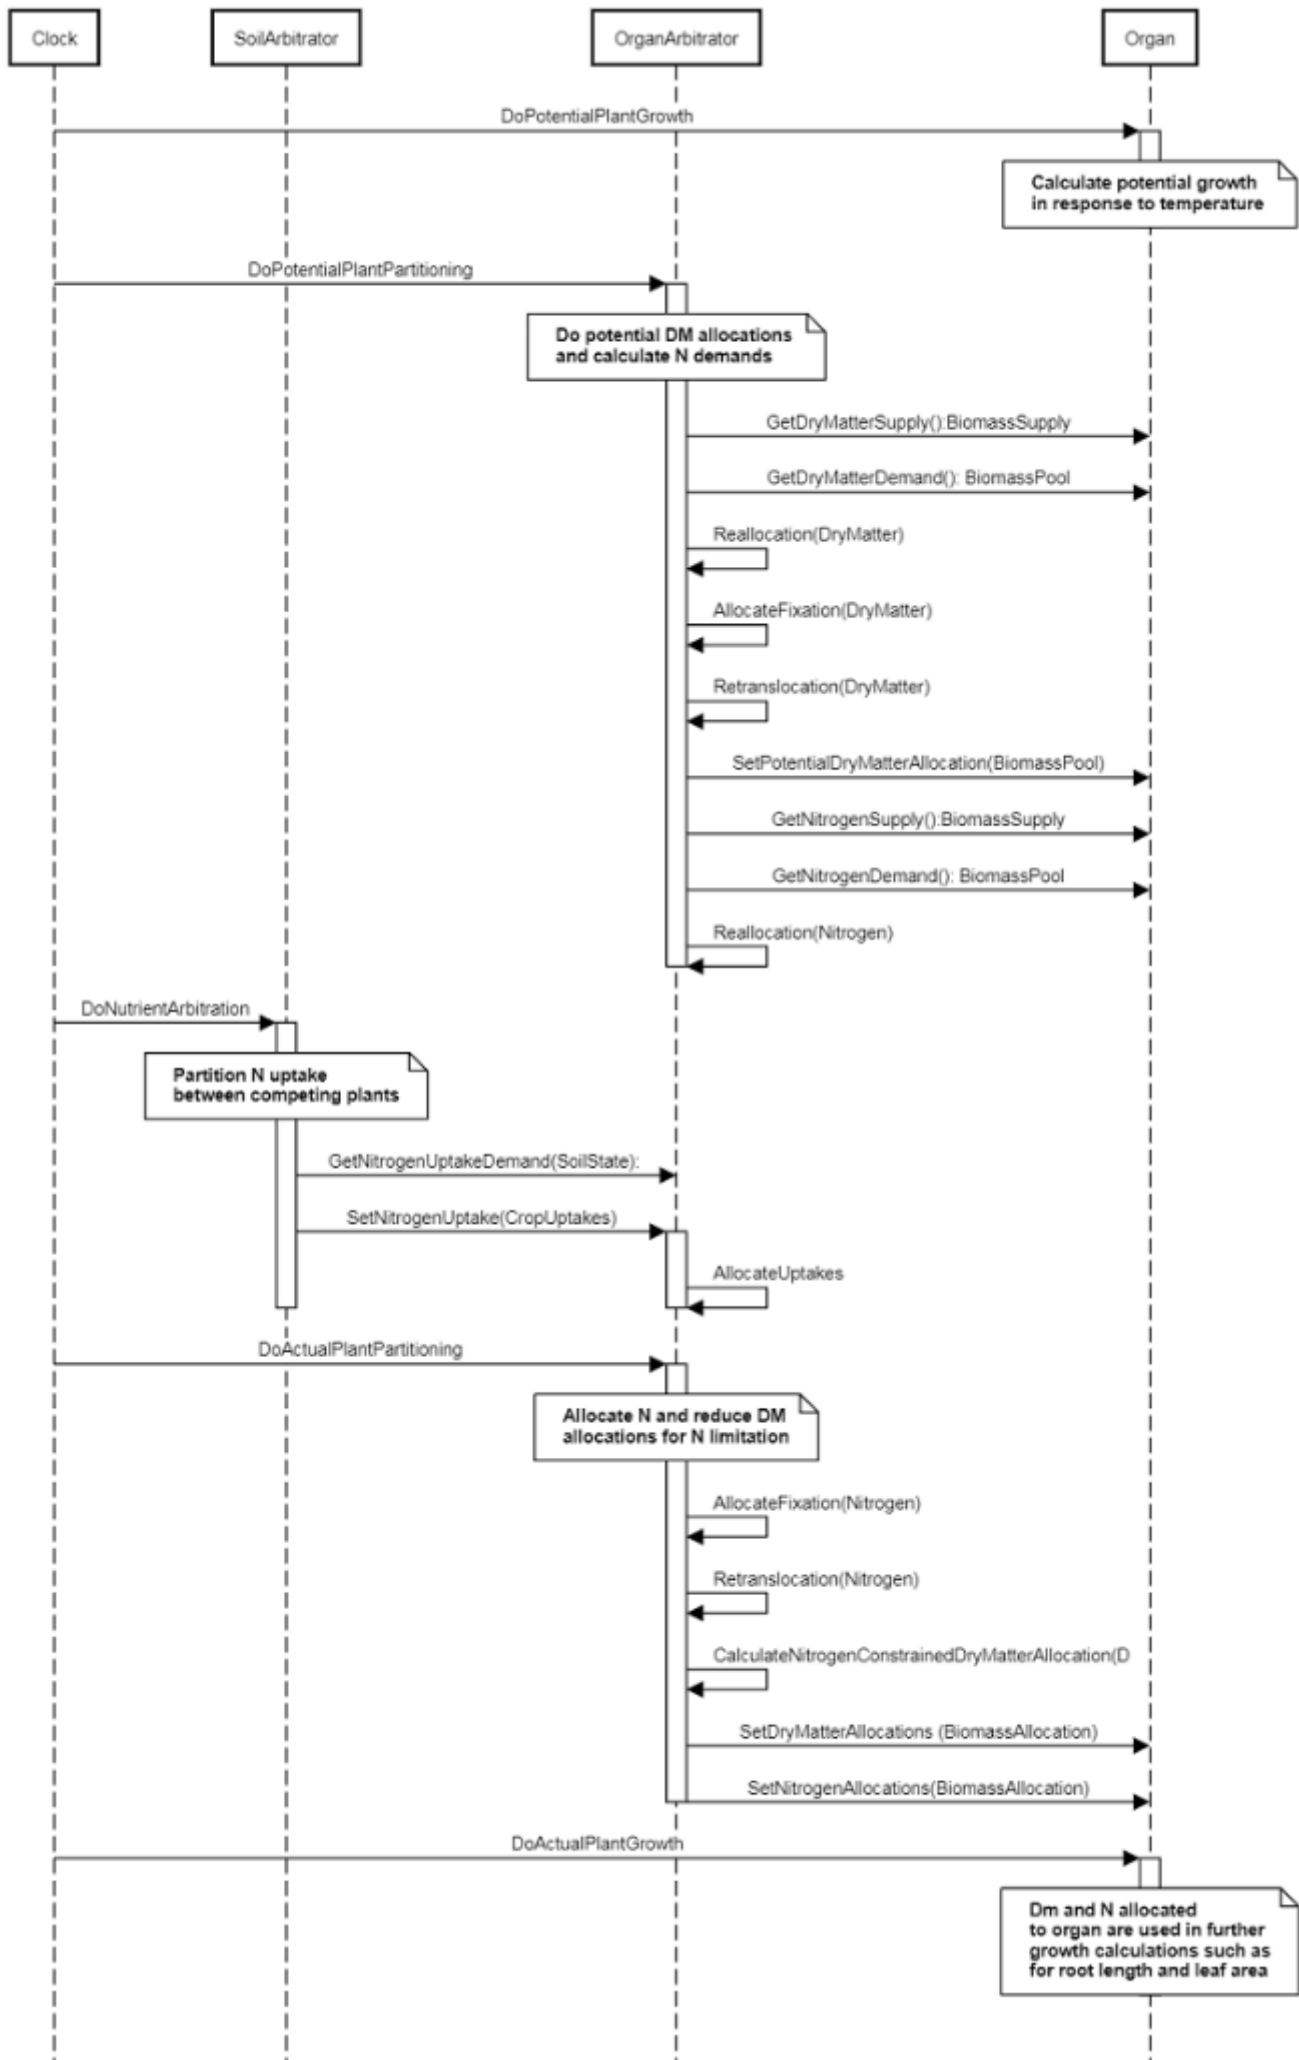 Clock
SoilArbitrator
OrganArbitrator
Organ
DoPotentialPlantGrowth
Calculate potential growth
in response to temperature
DoPotentialPlantPartitioning
Do potential DM allocations
and calculate N demands
GetDryMatterSupply():BiomassSupply
GetDryMatterDemand(): BiomassPool
Reallocation(DryMatter)
AllocateFixation(DryMatter)
Retranslocation(DryMatter)
SetPotentialDryMatterAllocation(BiomassPool)
GetNitrogenSupply():BiomassSupply
GetNitrogenDemand(): BiomassPool
Reallocation(Nitrogen)
DoNutrientArbitration
Partition N uptake
between competing plants
GetNitrogenUptakeDemand(SoilState):
SetNitrogenUptake(CropUptakes)
AllocateUptakes
DoActualPlantPartitioning
Allocate N and reduce DM
allocations for N limitation
AllocateFixation(Nitrogen)
Retranslocation(Nitrogen)
CalculateNitrogenConstrainedDryMatterAllocation(D
SetDryMatterAllocations (BiomassAllocation)
SetNitrogenAllocations(BiomassAllocation)
DoActualPlantGrowth
Dm and N allocated
to organ are used in further
growth calculations such as
for root length and leaf area